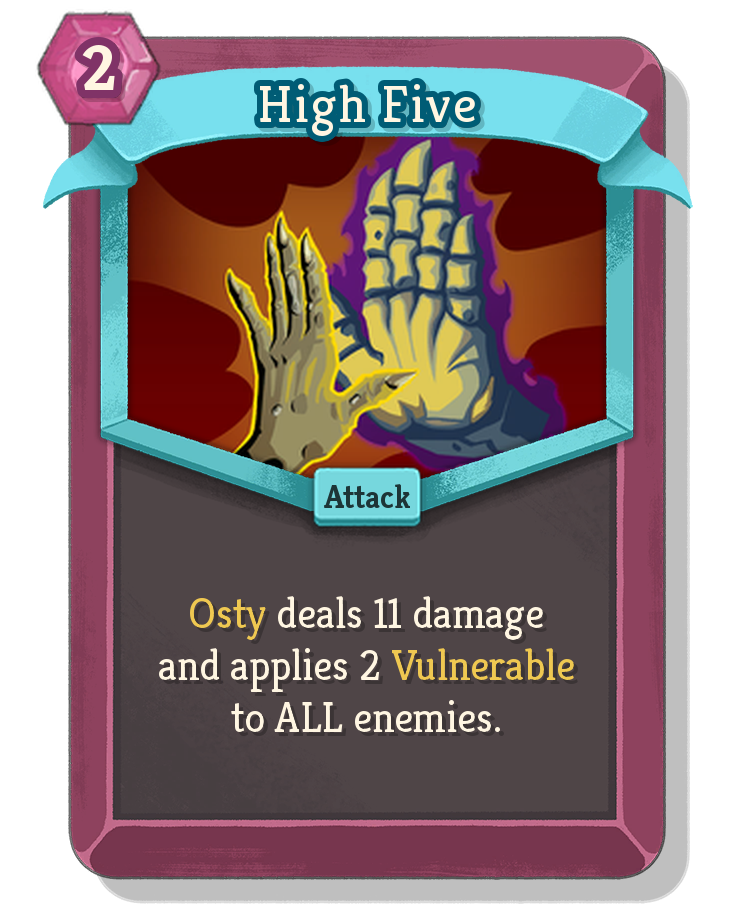 2
High Five
Attack
Osty deals 11 damage
and applies 2 Vulnerable
to ALL enemies.